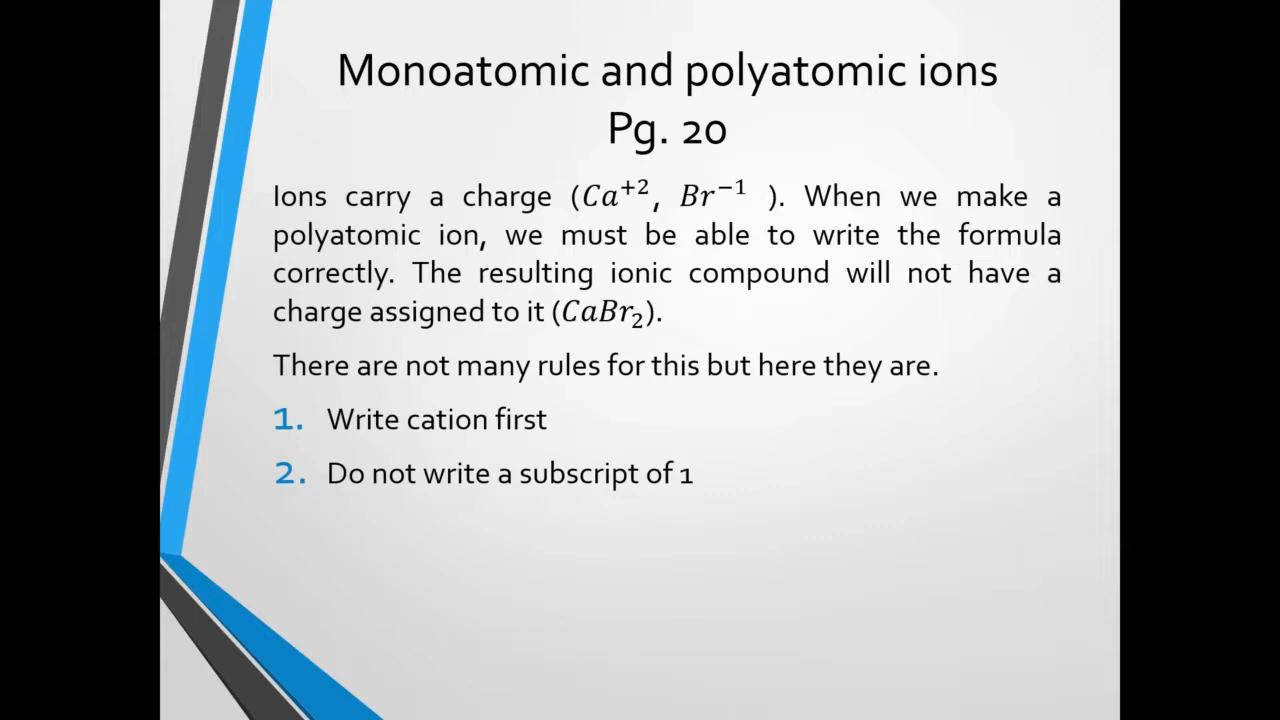 Monoatomic and polyatomic ions
Pg. 20
Ions carry a charge (Ca⁺², Br⁻¹ ). When we make a
polyatomic ion, we must be able to write the formula
correctly. The resulting ionic compound will not have a
charge assigned to it (CaBr₂).
There are not many rules for this but here they are.
1. Write cation first
2. Do not write a subscript of 1